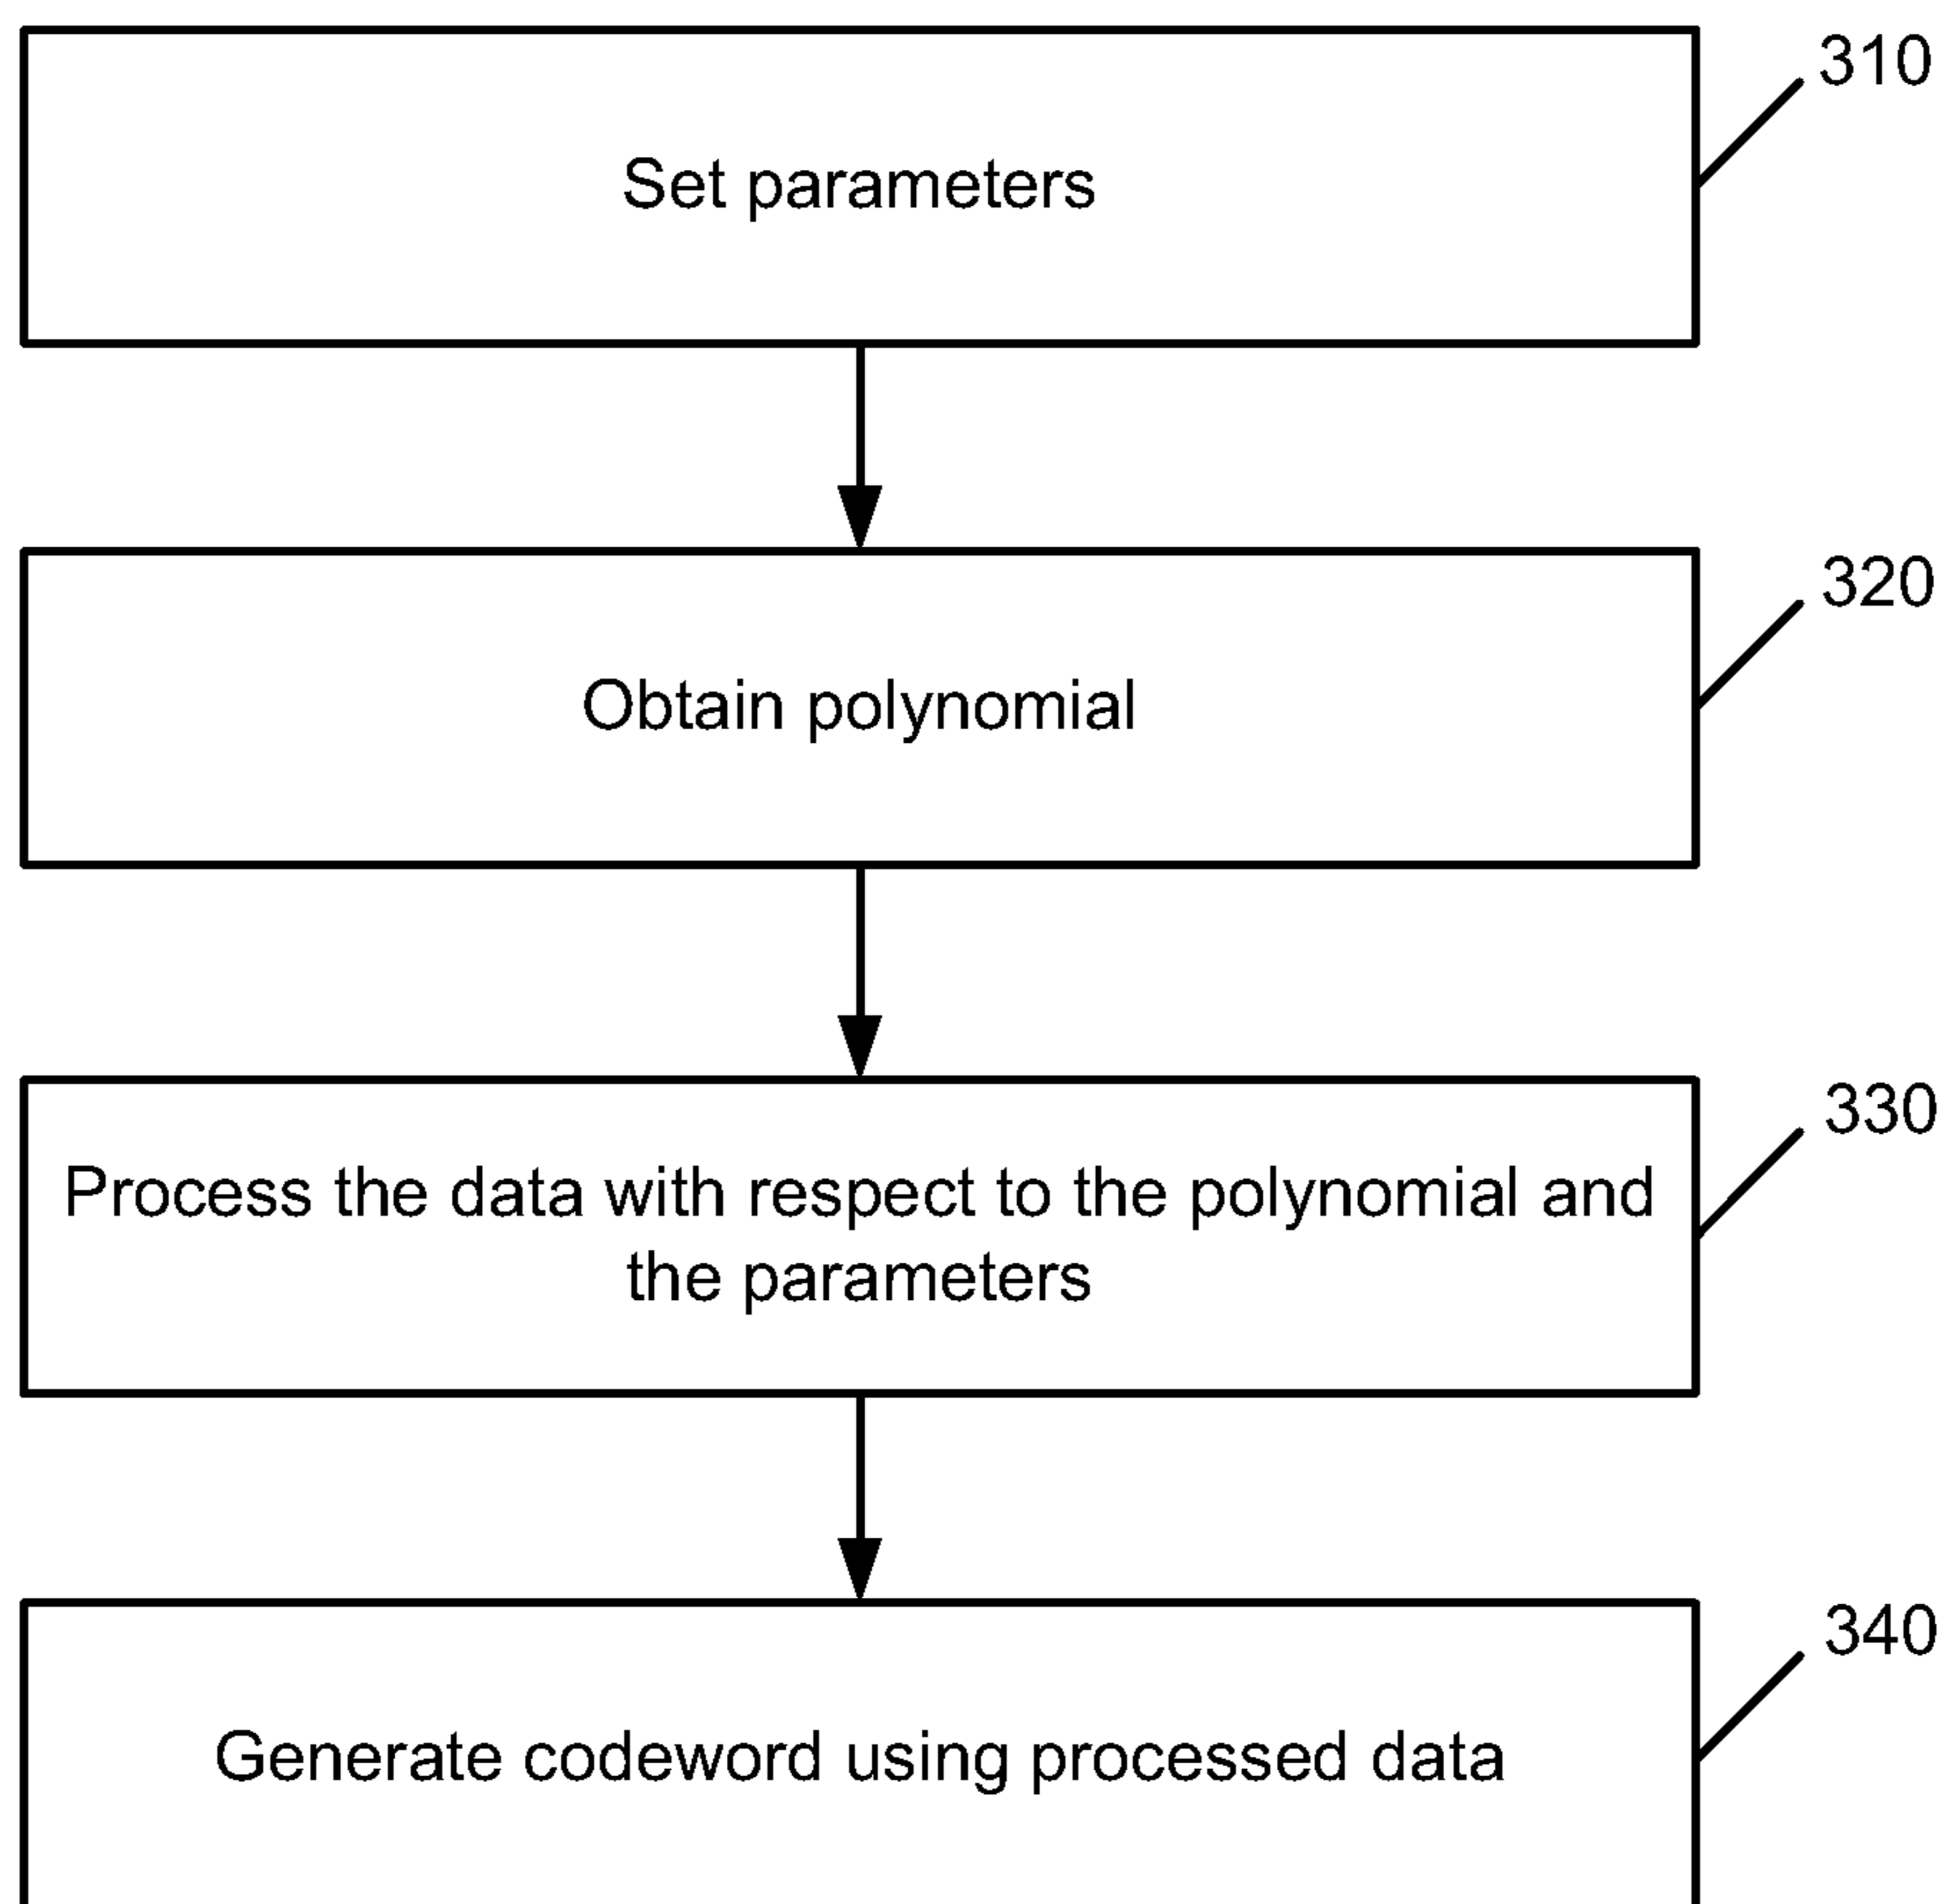 310
Set parameters
320
Obtain polynomial
330
Process the data with respect to the polynomial and
the parameters
340
Generate codeword using processed data